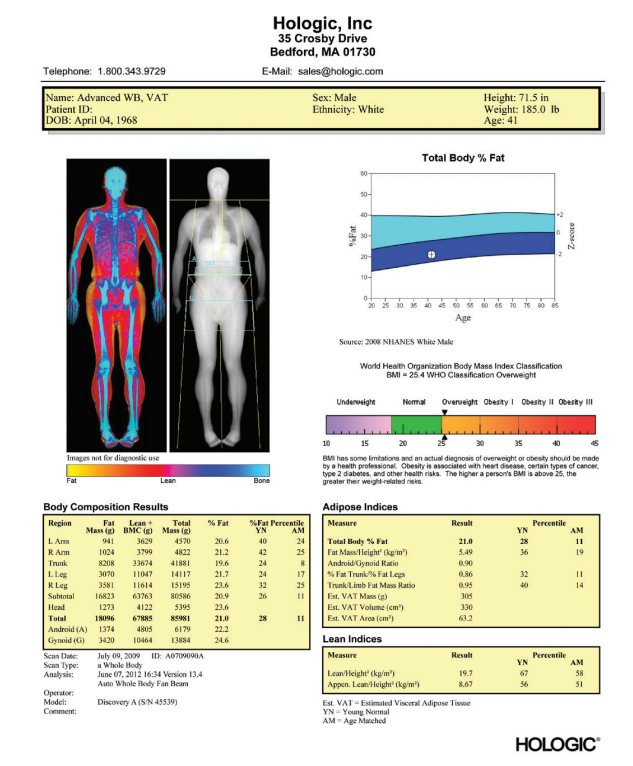 Hologic, Inc
35 Crosby Drive
Bedford, MA 01730
Telephone: 1.800.343.9729 E-Mail: sales@hologic.com
Name: Advanced WB, VAT Sex: Male Height: 71.5 in
Patient ID: Ethnicity: White Weight: 185.0 lb
DOB: April 04, 1968 Age: 41
Total Body % Fat
60
50
40
30
20
10
0
%Fat
+2
0
-2
Z-score
20 25 30 35 40 45 50 55 60 65 70 75 80 85
Age
Source: 2008 NHANES White Male
World Health Organization Body Mass Index Classification
BMI = 25.4 WHO Classification Overweight
Underweight Normal Overweight Obesity I Obesity II Obesity III
10 15 20 25 30 35 40 45
BMI has some limitations and an actual diagnosis of overweight or obesity should be made
by a health professional. Obesity is associated with heart disease, certain types of cancer,
type 2 diabetes, and other health risks. The higher a person's BMI is above 25, the
greater their weight-related risks.
Images not for diagnostic use
Fat Lean Bone
Body Composition Results
Region Fat Lean + Total % Fat %Fat Percentile
Mass (g) BMC (g) Mass (g) YN AM
L Arm 941 3629 4570 20.6 40 24
R Arm 1024 3799 4822 21.2 42 25
Trunk 8208 33674 41881 19.6 24 8
L Leg 3070 11047 14117 21.7 24 17
R Leg 3581 11614 15195 23.6 32 25
Subtotal 16823 63763 80586 20.9 26 11
Head 1273 4122 5395 23.6
Total 18096 67885 85981 21.0 28 11
Android (A) 1374 4805 6179 22.2
Gynoid (G) 3420 10464 13884 24.6
Scan Date: July 09, 2009 ID: A0709090A
Scan Type: a Whole Body
Analysis: June 07, 2012 16:34 Version 13.4
Auto Whole Body Fan Beam
Operator:
Model: Discovery A (S/N 45539)
Comment:
Adipose Indices
Measure Result Percentile
YN AM
Total Body % Fat 21.0 28 11
Fat Mass/Height² (kg/m²) 5.49 36 19
Android/Gynoid Ratio 0.90
% Fat Trunk/% Fat Legs 0.86 32 11
Trunk/Limb Fat Mass Ratio 0.95 40 14
Est. VAT Mass (g) 305
Est. VAT Volume (cm³) 330
Est. VAT Area (cm²) 63.2
Lean Indices
Measure Result Percentile
YN AM
Lean/Height² (kg/m²) 19.7 67 58
Appen. Lean/Height² (kg/m²) 8.67 56 51
Est. VAT = Estimated Visceral Adipose Tissue
YN = Young Normal
AM = Age Matched
HOLOGIC®